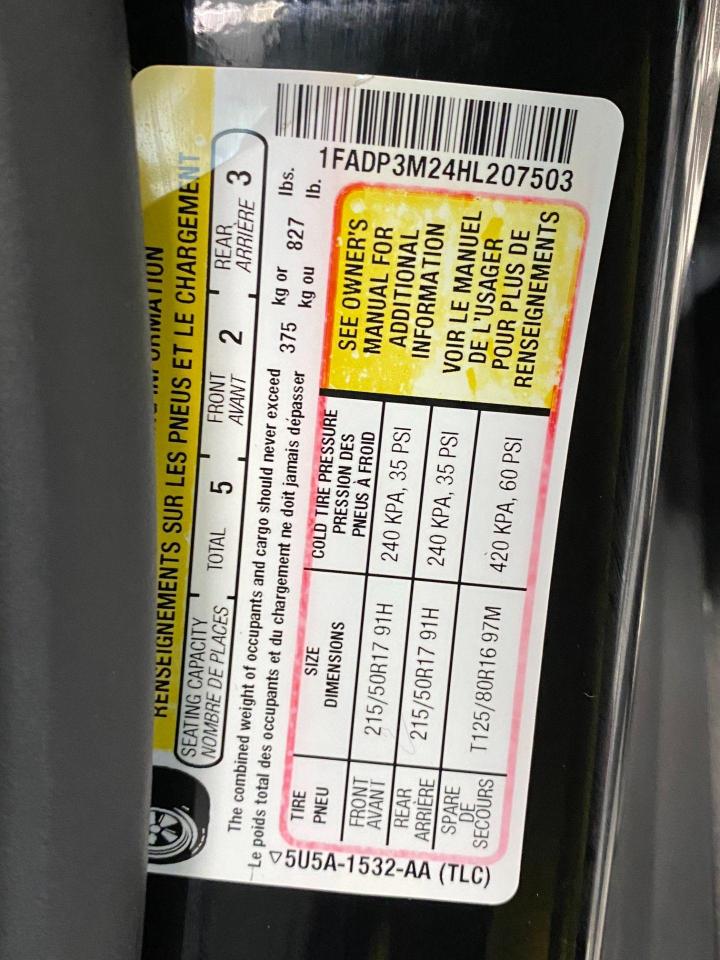 INFORMATION
RENSEIGNEMENTS SUR LES PNEUS ET LE CHARGEMENT
SEATING CAPACITY
NOMBRE DE PLACES
TOTAL 5
FRONT
AVANT 2
REAR
ARRIÈRE 3
The combined weight of occupants and cargo should never exceed 375 kg or 827 lbs.
Le poids total des occupants et du chargement ne doit jamais dépasser kg ou lb.
TIRE
PNEU
SIZE
DIMENSIONS
COLD TIRE PRESSURE
PRESSION DES
PNEUS À FROID
FRONT
AVANT
215/50R17 91H
240 KPA, 35 PSI
REAR
ARRIÈRE
215/50R17 91H
240 KPA, 35 PSI
SPARE
DE
SECOURS
T125/80R16 97M
420 KPA, 60 PSI
1FADP3M24HL207503
SEE OWNER'S
MANUAL FOR
ADDITIONAL
INFORMATION
VOIR LE MANUEL
DE L'USAGER
POUR PLUS DE
RENSEIGNEMENTS
▽5U5A-1532-AA (TLC)